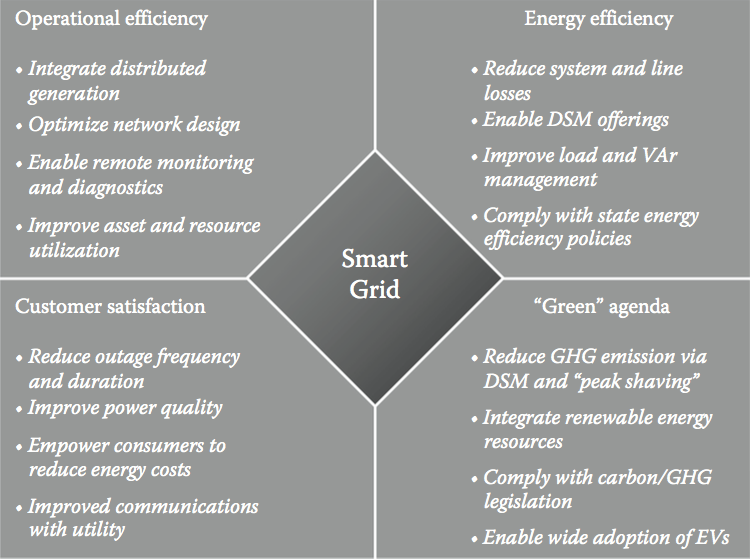 Operational efficiency
• Integrate distributed
generation
• Optimize network design
• Enable remote monitoring
and diagnostics
• Improve asset and resource
utilization
Energy efficiency
• Reduce system and line
losses
• Enable DSM offerings
• Improve load and VAr
management
• Comply with state energy
efficiency policies
Smart
Grid
Customer satisfaction
• Reduce outage frequency
and duration
• Improve power quality
• Empower consumers to
reduce energy costs
• Improved communications
with utility
“Green” agenda
• Reduce GHG emission via
DSM and “peak shaving”
• Integrate renewable energy
resources
• Comply with carbon/GHG
legislation
• Enable wide adoption of EVs